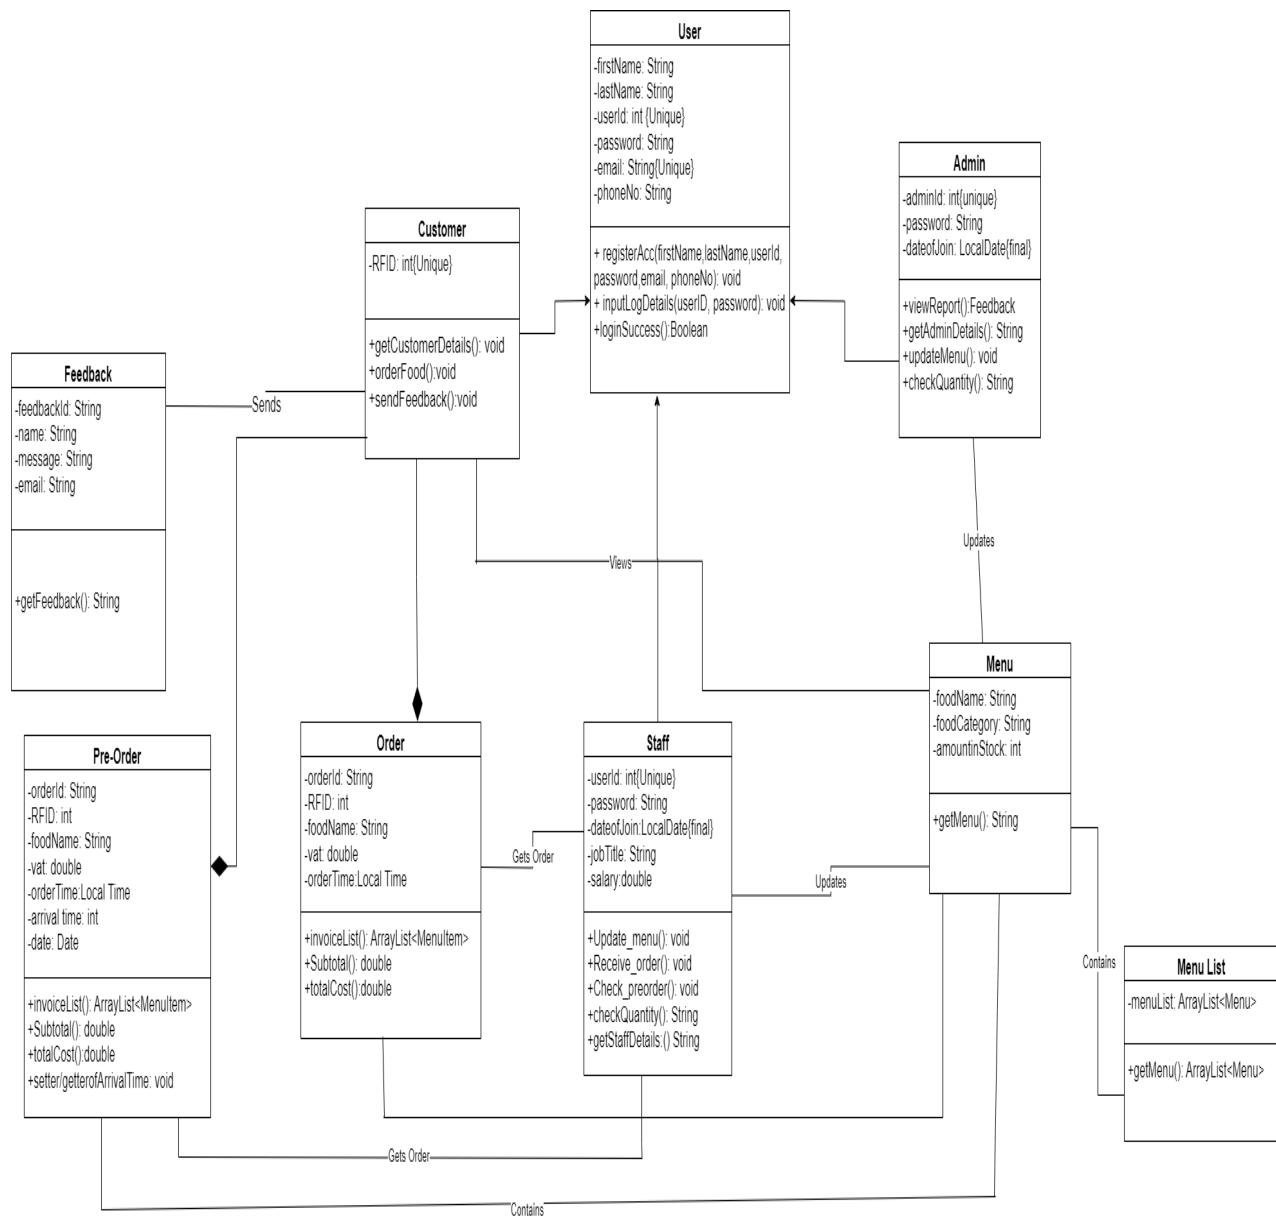 User
-firstName: String
-lastName: String
-userId: int {Unique}
-password: String
-email: String{Unique}
-phoneNo: String
+ registerAcc(firstName,lastName,userId,
password,email, phoneNo): void
+ inputLogDetails(userID, password): void
+loginSuccess():Boolean
Admin
-adminId: int{unique}
-password: String
-dateofJoin: LocalDate{final}
+viewReport():Feedback
+getAdminDetails(): String
+updateMenu(): void
+checkQuantity(): String
Customer
-RFID: int{Unique}
+getCustomerDetails(): void
+orderFood():void
+sendFeedback():void
Feedback
-feedbackId: String
-name: String
-message: String
-email: String
+getFeedback(): String
Sends
Views
Updates
Menu
-foodName: String
-foodCategory: String
-amountinStock: int
+getMenu(): String
Pre-Order
-orderId: String
-RFID: int
-foodName: String
-vat: double
-orderTime:Local Time
-arrival time: int
-date: Date
+invoiceList(): ArrayList<MenuItem>
+Subtotal(): double
+totalCost():double
+setter/getterofArrivalTime: void
Order
-orderId: String
-RFID: int
-foodName: String
-vat: double
-orderTime:Local Time
+invoiceList(): ArrayList<MenuItem>
+Subtotal(): double
+totalCost():double
Gets Order
Staff
-userId: int{Unique}
-password: String
-dateofJoin:LocalDate{final}
-jobTitle: String
-salary:double
+Update_menu(): void
+Receive_order(): void
+Check_preorder(): void
+checkQuantity(): String
+getStaffDetails:() String
Updates
Contains
Menu List
-menuList: ArrayList<Menu>
+getMenu(): ArrayList<Menu>
Gets Order
Contains